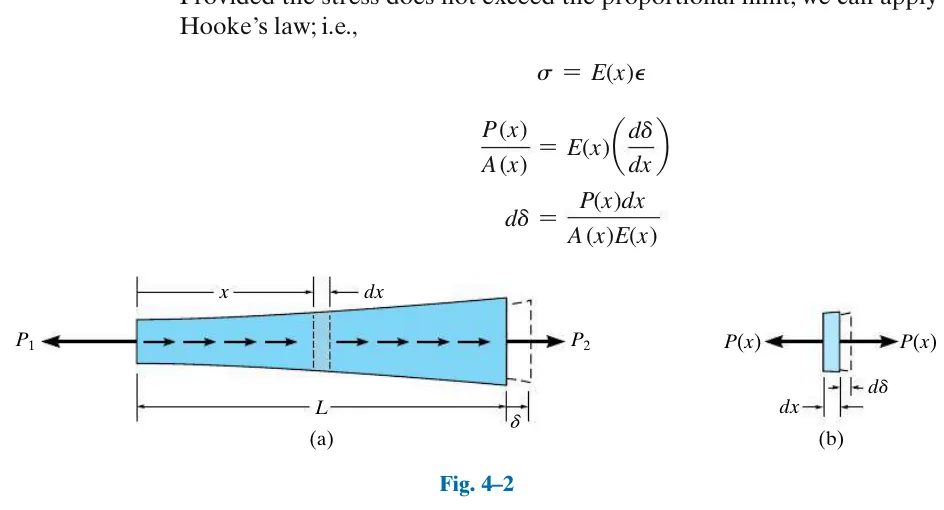 Provided the stress does not exceed the proportional limit, we can apply
Hooke's law; i.e.,
σ = E(x)ϵ
P(x)/A(x) = E(x)(dδ/dx)
dδ = P(x)dx/A(x)E(x)
x dx
P₁ P₂ P(x) P(x)
dδ
L δ dx
(a) (b)
Fig. 4–2